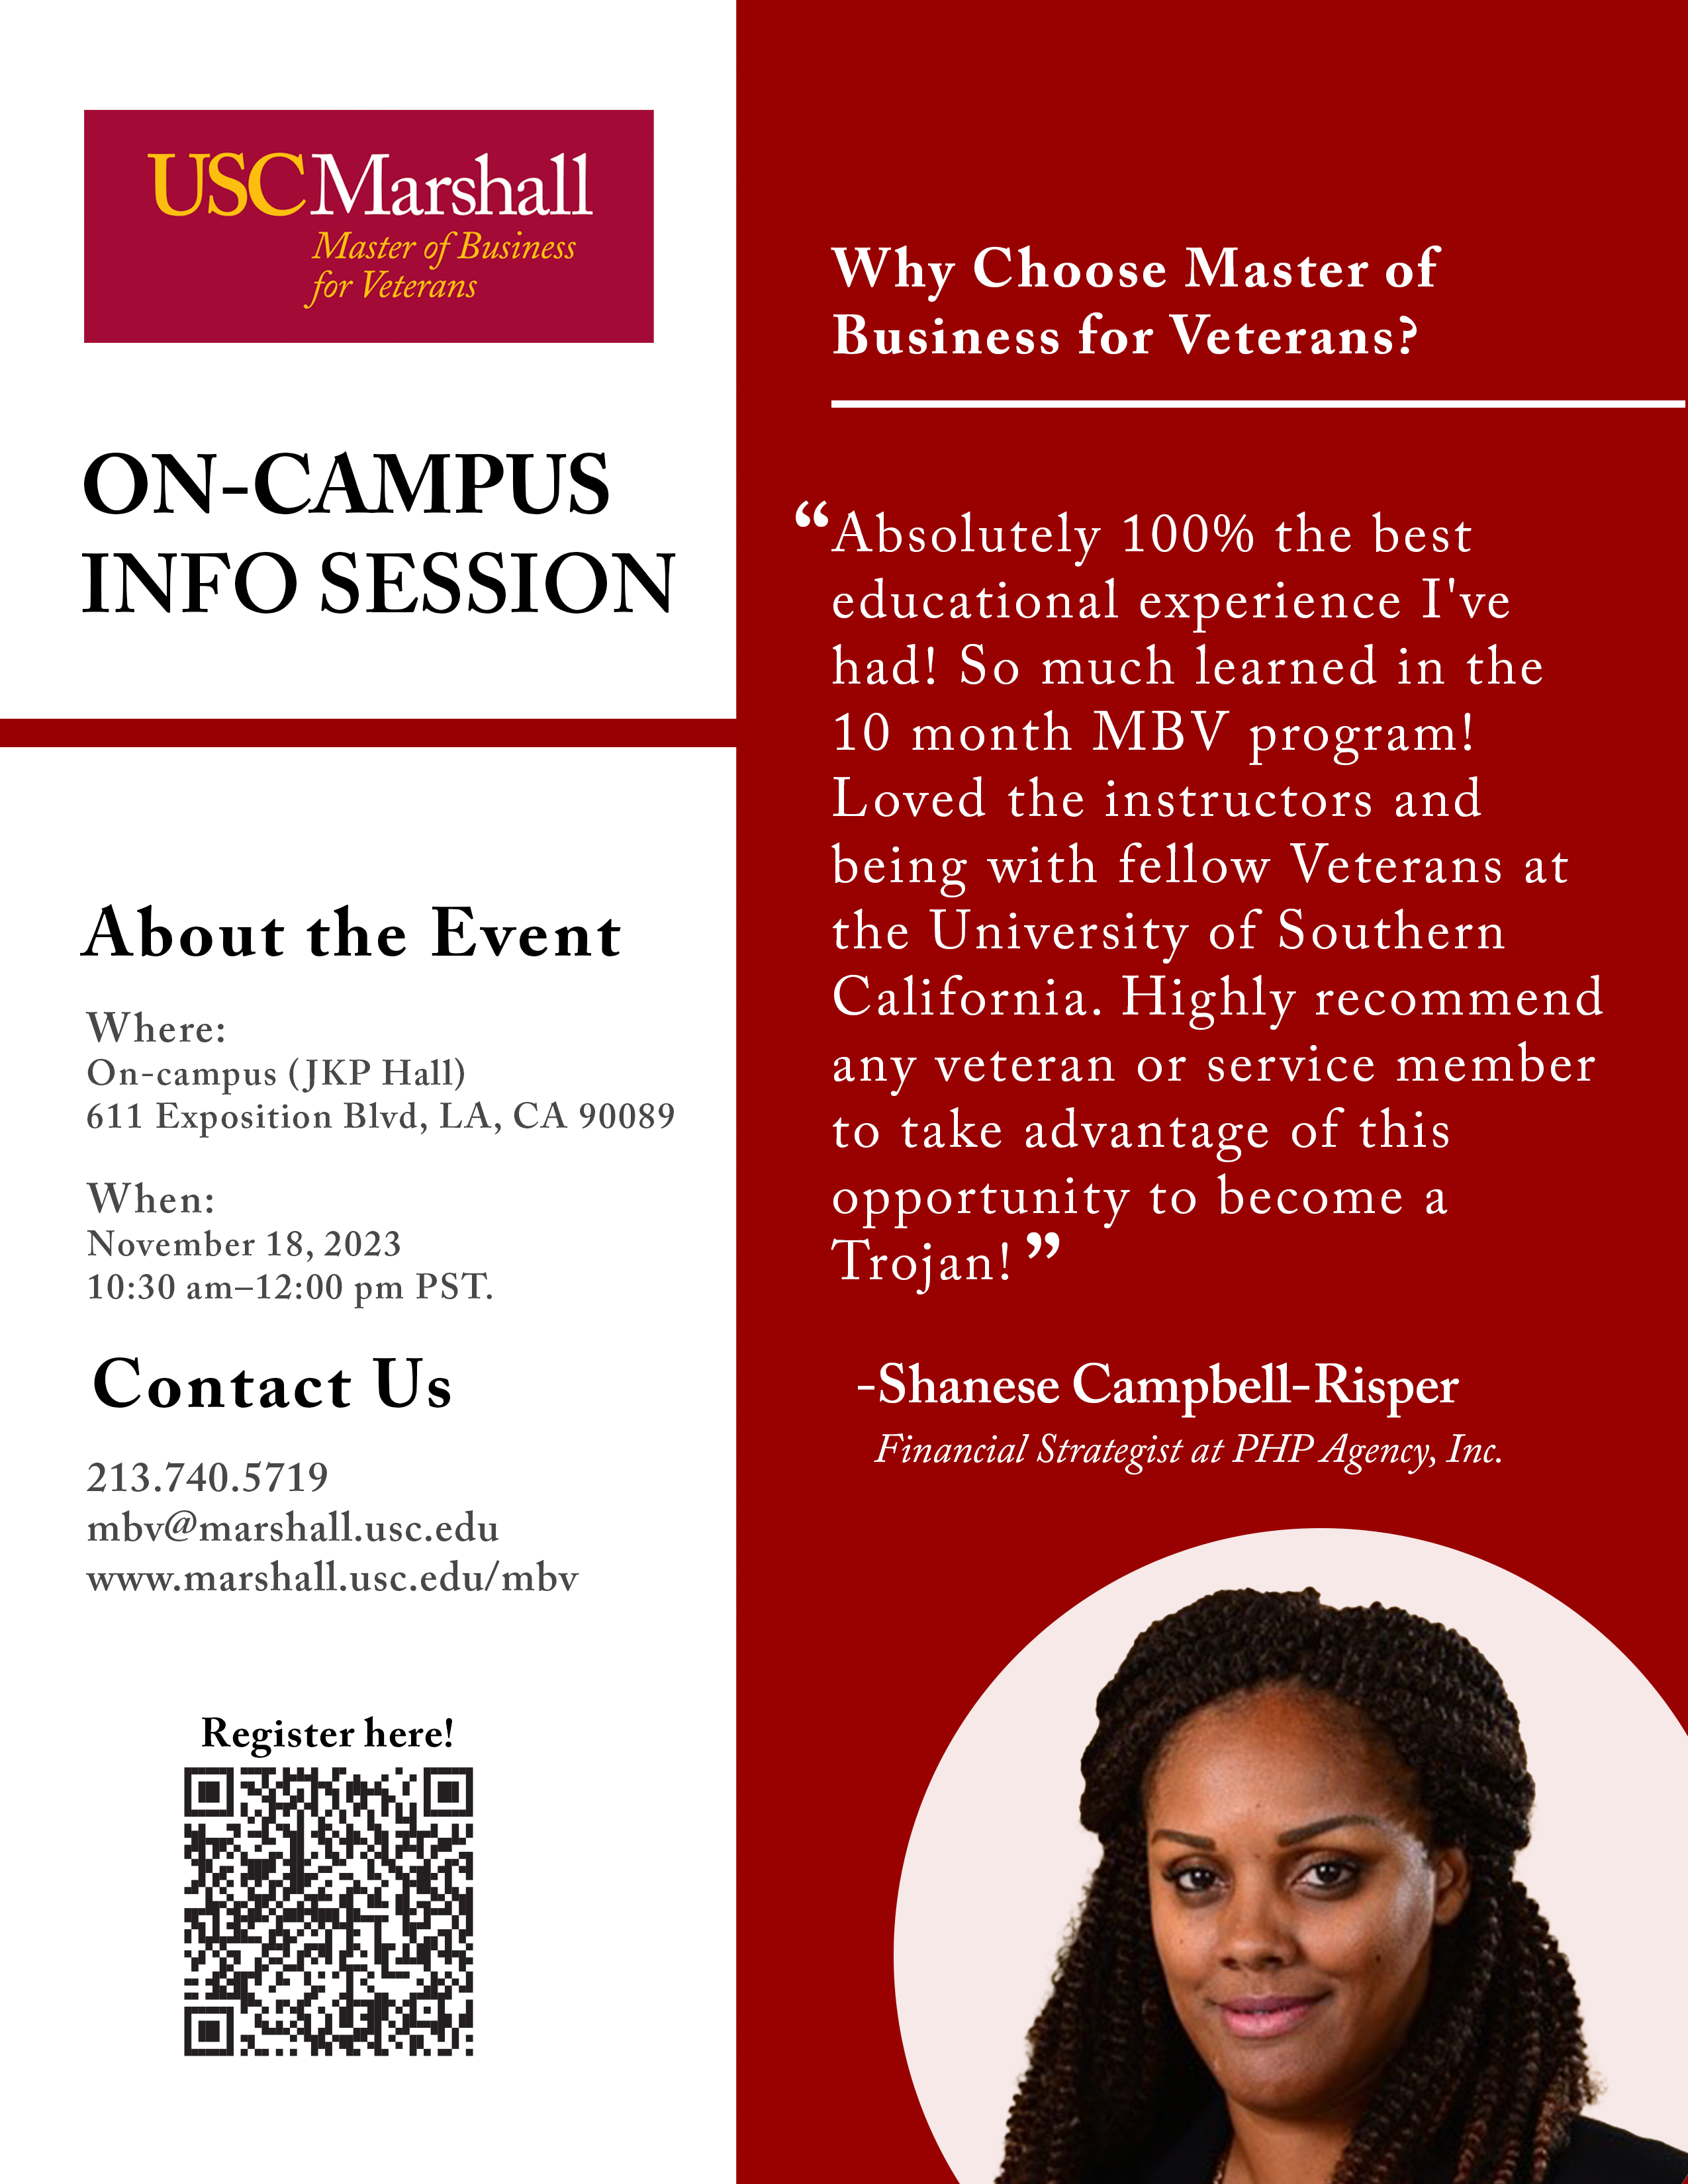 USC Marshall
Master of Business
for Veterans
ON-CAMPUS
INFO SESSION
About the Event
Where:
On-campus (JKP Hall)
611 Exposition Blvd, LA, CA 90089
When:
November 18, 2023
10:30 am–12:00 pm PST.
Contact Us
213.740.5719
mbv@marshall.usc.edu
www.marshall.usc.edu/mbv
Register here!
Why Choose Master of
Business for Veterans?
“Absolutely 100% the best
educational experience I've
had! So much learned in the
10 month MBV program!
Loved the instructors and
being with fellow Veterans at
the University of Southern
California. Highly recommend
any veteran or service member
to take advantage of this
opportunity to become a
Trojan!”
-Shanese Campbell-Risper
Financial Strategist at PHP Agency, Inc.